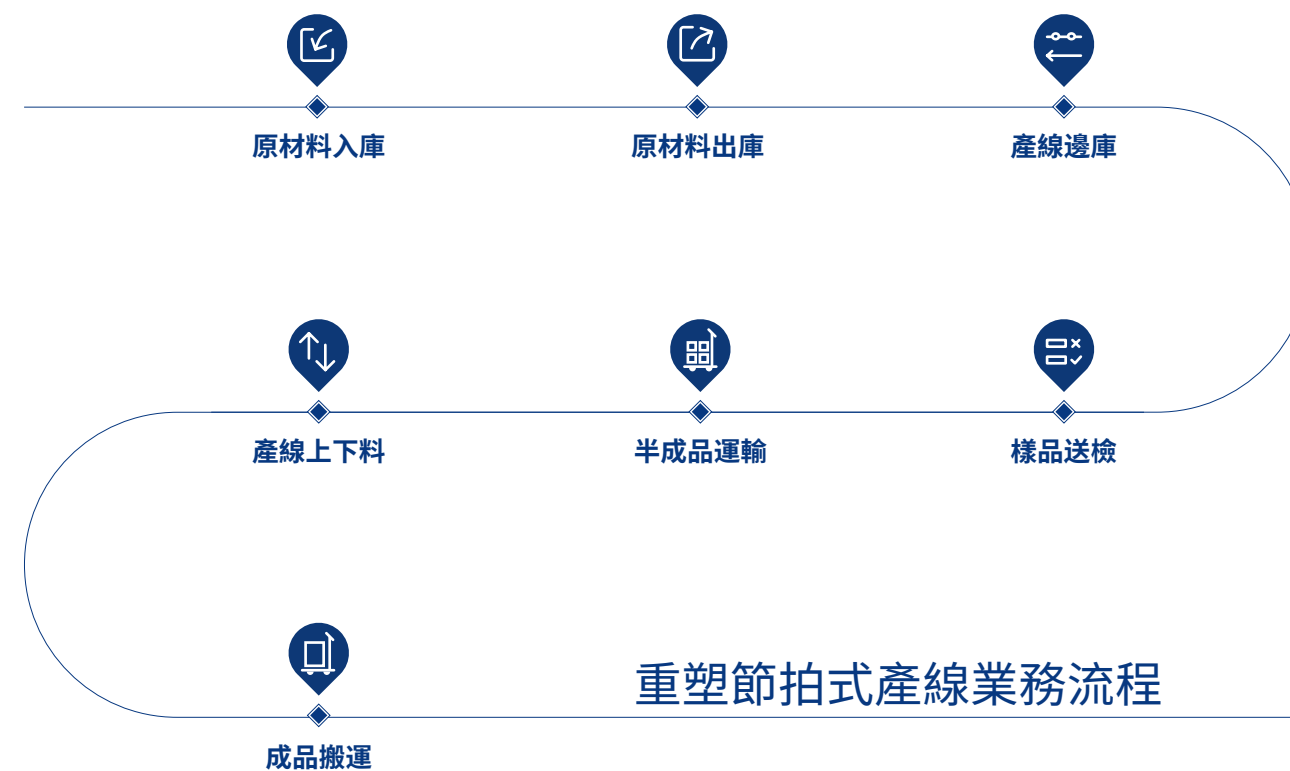 原材料入庫
原材料出庫
產線邊庫
產線上下料
半成品運輸
樣品送檢
成品搬運
重塑節拍式產線業務流程